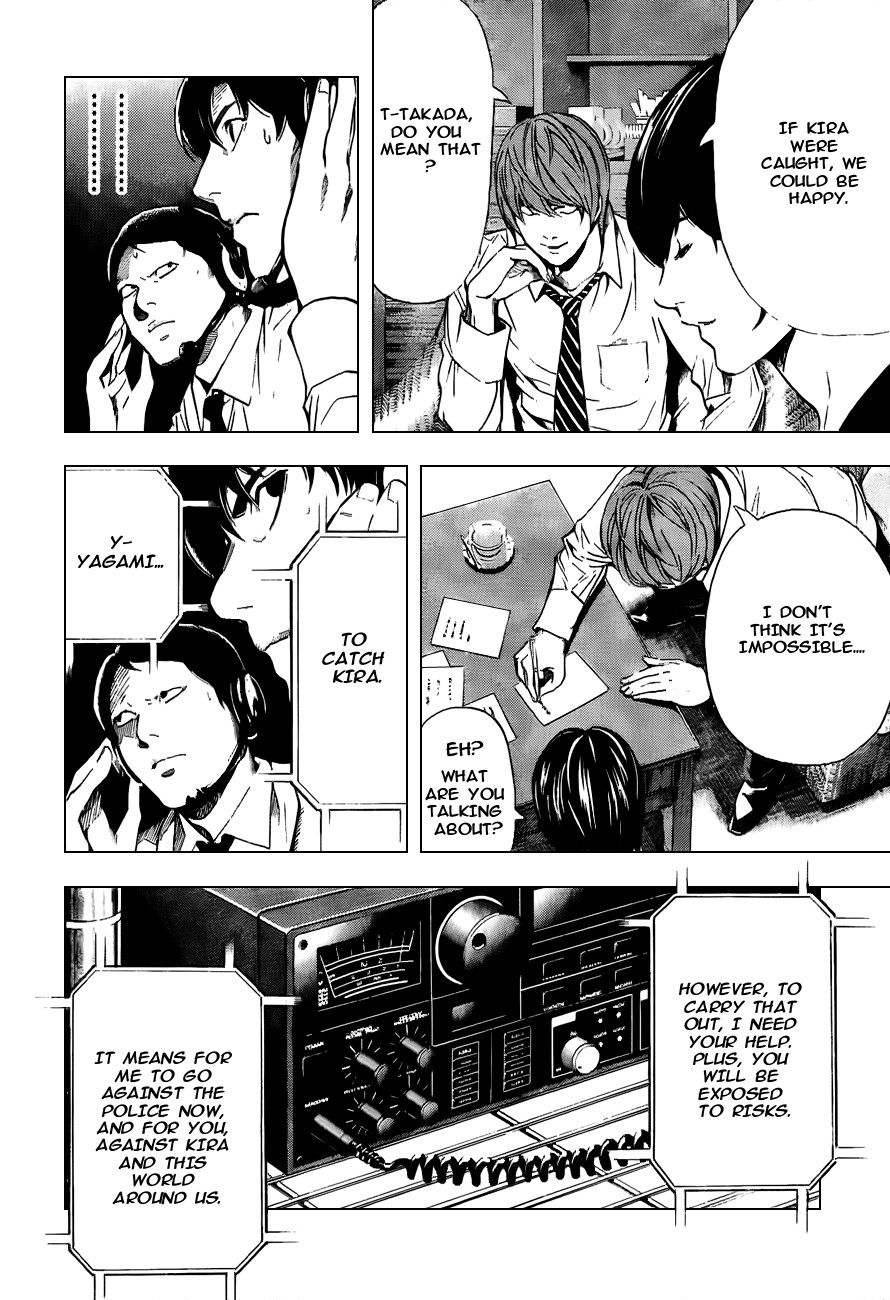 IF KIRA
WERE
CAUGHT, WE
COULD BE
HAPPY.
T-TAKADA,
DO YOU
MEAN THAT
?
I DON'T
THINK IT'S
IMPOSSIBLE....
EH?
WHAT
ARE YOU
TALKING
ABOUT?
TO
CATCH
KIRA.
Y-
YAGAMI...
HOWEVER, TO
CARRY THAT
OUT, I NEED
YOUR HELP.
PLUS, YOU
WILL BE
EXPOSED
TO RISKS.
IT MEANS FOR
ME TO GO
AGAINST THE
POLICE NOW,
AND FOR YOU,
AGAINST KIRA
AND THIS
WORLD
AROUND US.